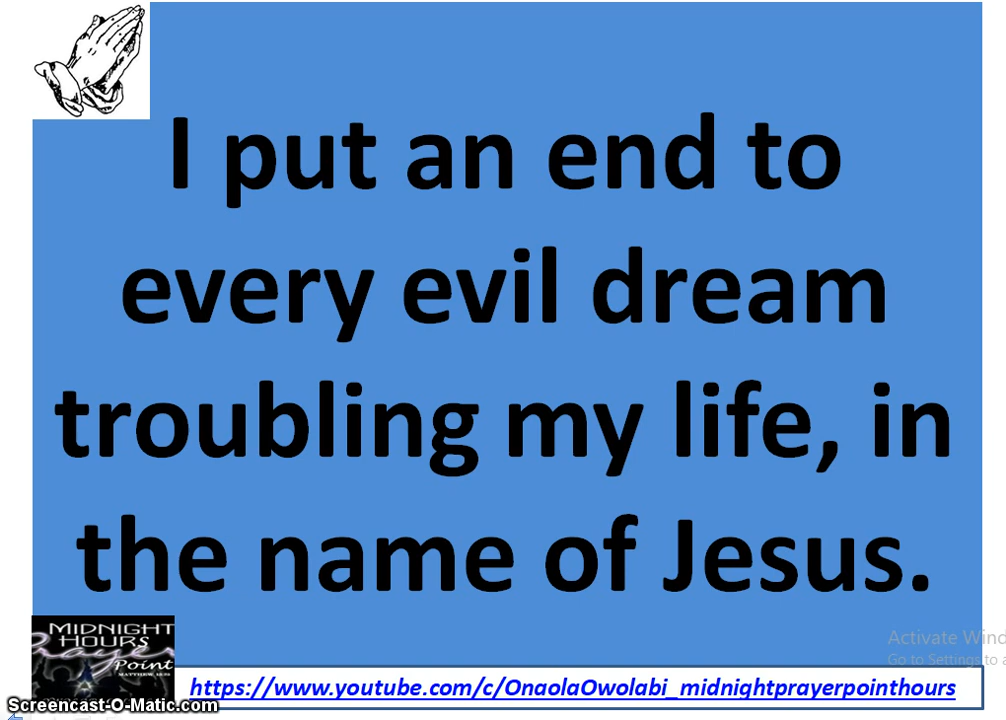 I put an end to
every evil dream
troubling my life, in
the name of Jesus.
MIDNIGHT
HOURS
Prayer
Point
https://www.youtube.com/c/OnaolaOwolabi_midnightprayerpointhours
Activate Wind
Go to Settings to a
Screencast-O-Matic.com